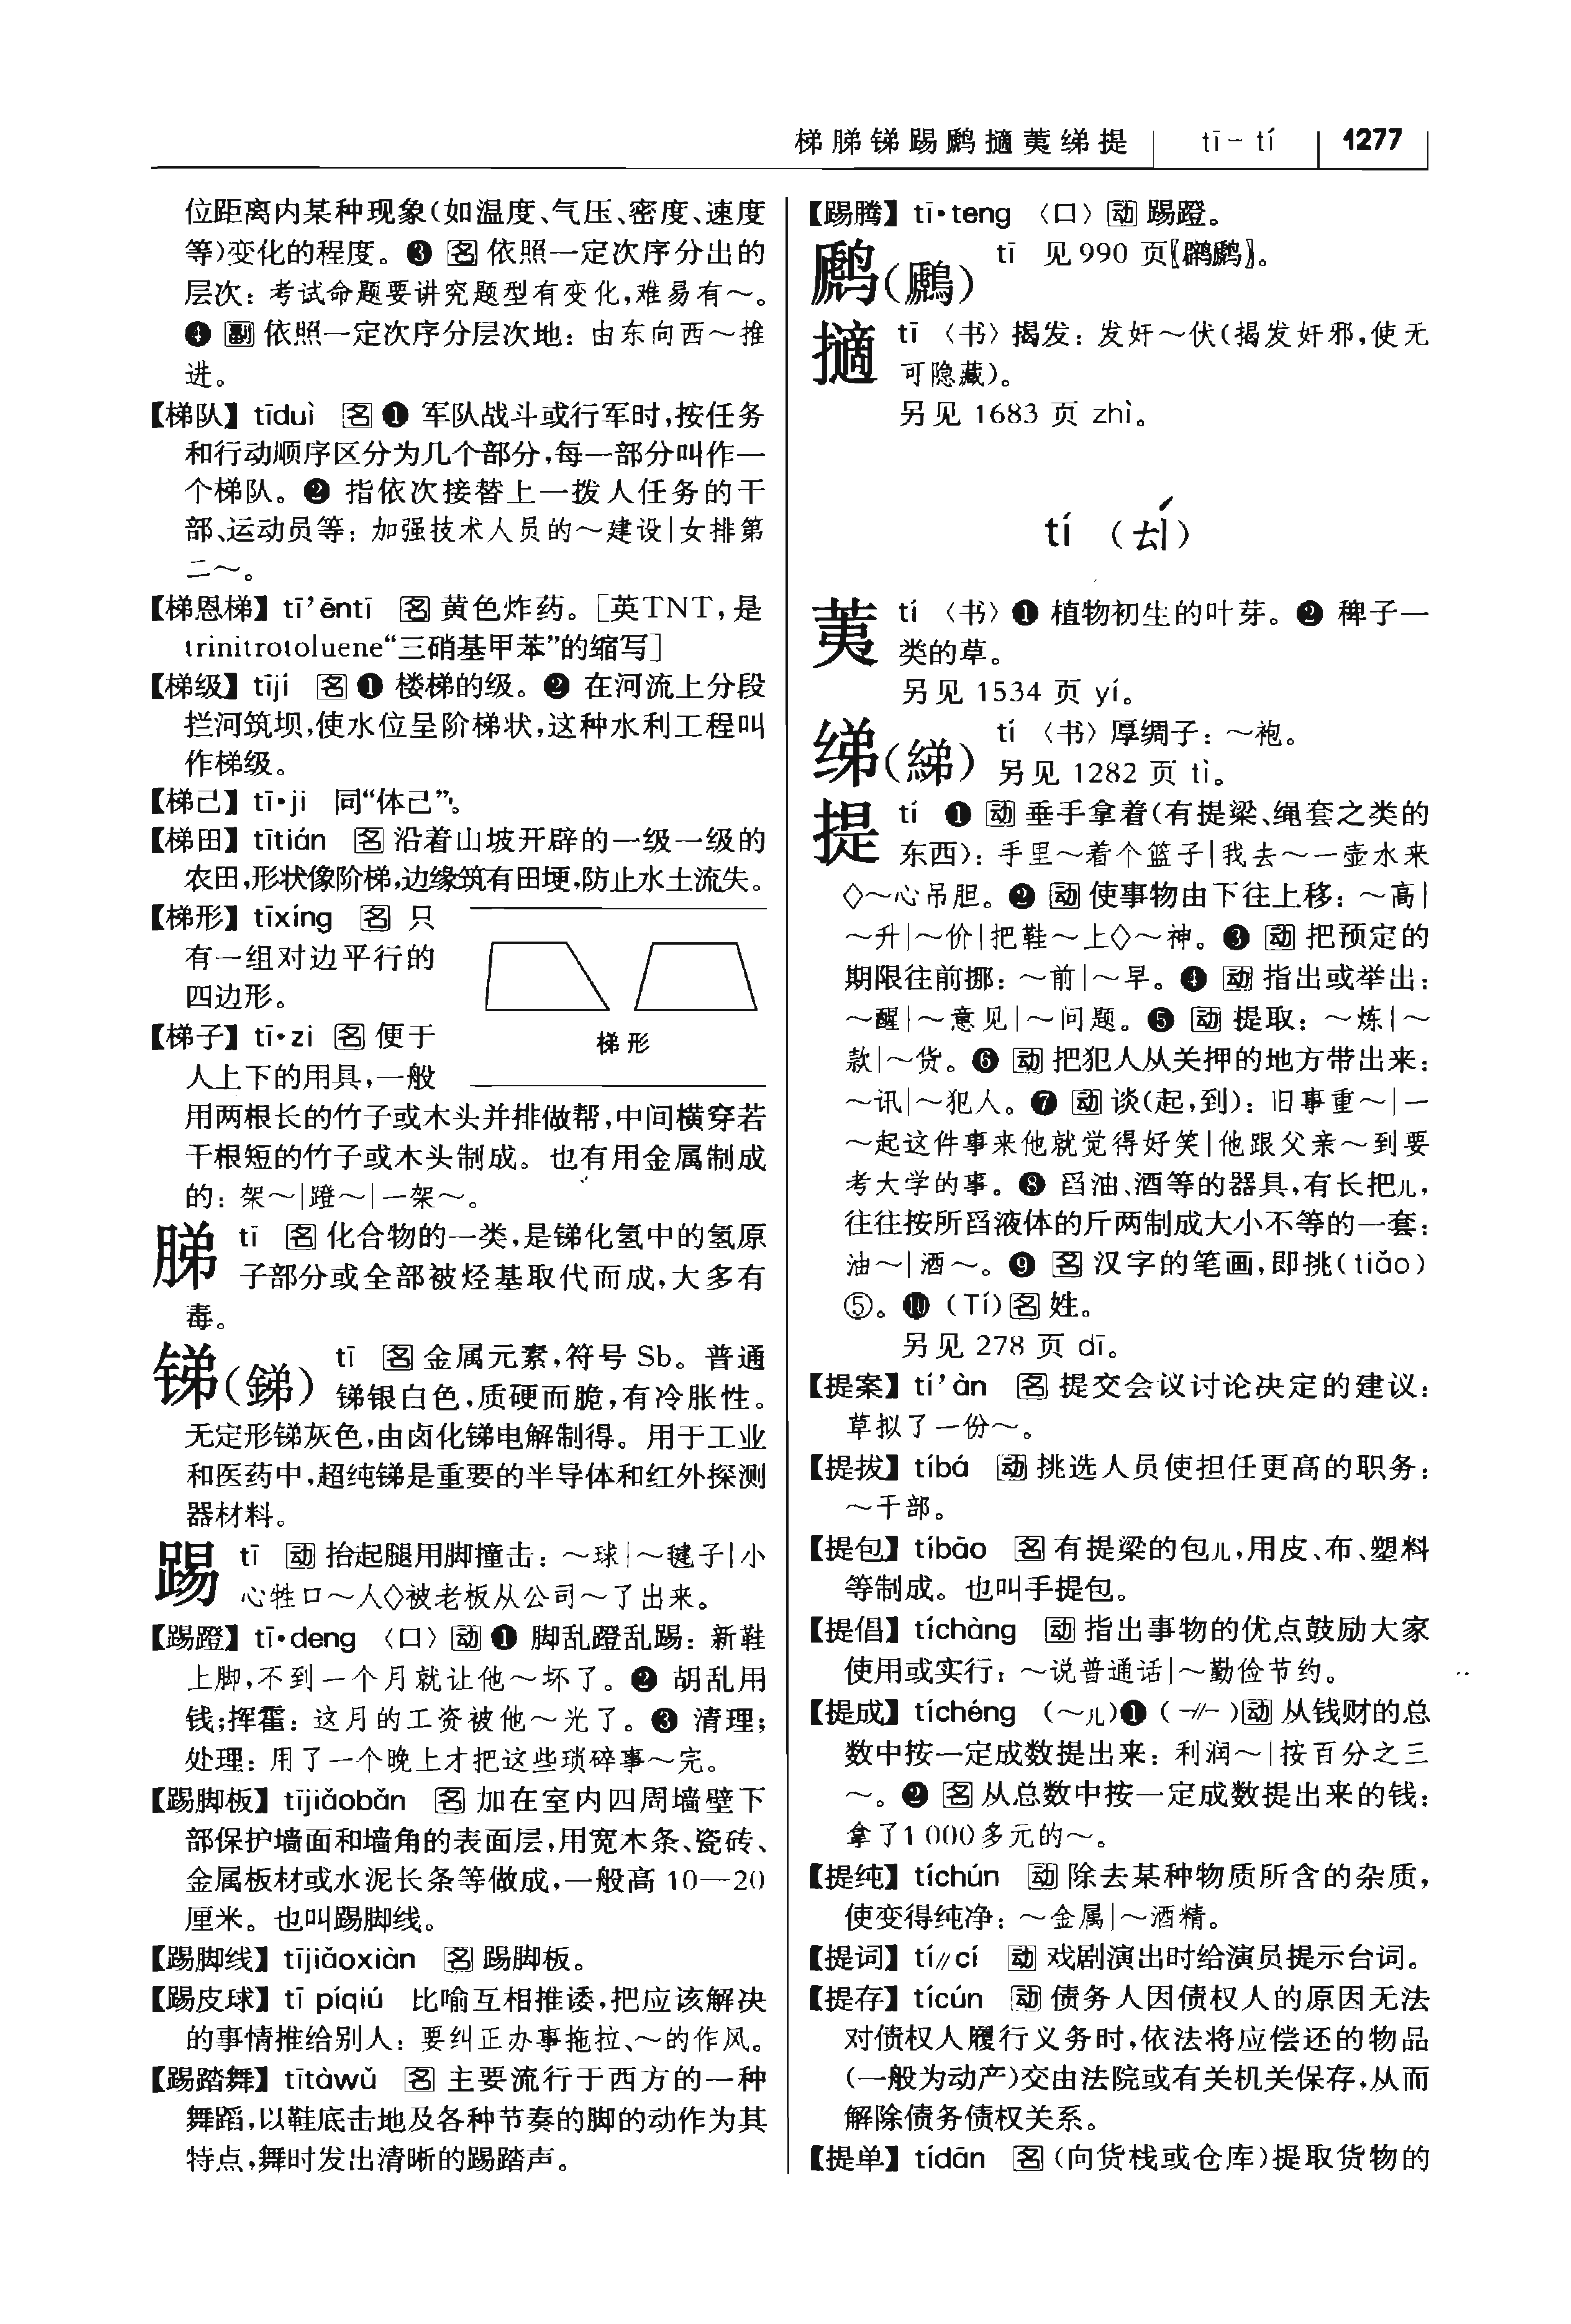 梯 睇 锑 踢 䴘 擿 荑 绨 提 tī – tí 1277
位距离内某种现象(如温度、气压、密度、速度
等)变化的程度。❸ 名 依照一定次序分出的
层次：考试命题要讲究题型有变化,难易有～。
❹ 副 依照一定次序分层次地：由东向西～推
进。
【梯队】 tīduì 名 ❶ 军队战斗或行军时,按任务
和行动顺序区分为几个部分,每一部分叫作一
个梯队。❷ 指依次接替上一拨人任务的干
部、运动员等：加强技术人员的～建设|女排第
二～。
【梯恩梯】 tī’ēntī 名 黄色炸药。[英TNT,是
trinitrotoluene“三硝基甲苯”的缩写]
【梯级】 tījí 名 ❶ 楼梯的级。❷ 在河流上分段
拦河筑坝,使水位呈阶梯状,这种水利工程叫
作梯级。
【梯己】 tī•ji 同“体己”。
【梯田】 tītián 名 沿着山坡开辟的一级一级的
农田,形状像阶梯,边缘筑有田埂,防止水土流失。
【梯形】 tīxíng 名 只
有一组对边平行的
四边形。
梯形
【梯子】 tī•zi 名 便于
人上下的用具,一般
用两根长的竹子或木头并排做帮,中间横穿若
干根短的竹子或木头制成。也有用金属制成
的：架～|蹬～|一架～。
䏲 tī 名 化合物的一类,是锑化氢中的氢原
子部分或全部被烃基取代而成,大多有
毒。
锑(銻) tī 名 金属元素,符号 Sb。普通
锑银白色,质硬而脆,有冷胀性。
无定形锑灰色,由卤化锑电解制得。用于工业
和医药中,超纯锑是重要的半导体和红外探测
器材料。
踢 tī 动 抬起腿用脚撞击：～球|～毽子|小
心牲口～人◇被老板从公司～了出来。
【踢蹬】 tī•deng 〈口〉 动 ❶ 脚乱蹬乱踢：新鞋
上脚,不到一个月就让他～坏了。❷ 胡乱用
钱;挥霍：这月的工资被他～光了。❸ 清理;
处理：用了一个晚上才把这些琐碎事～完。
【踢脚板】 tījiǎobǎn 名 加在室内四周墙壁下
部保护墙面和墙角的表面层,用宽木条、瓷砖、
金属板材或水泥长条等做成,一般高 10—20
厘米。也叫踢脚线。
【踢脚线】 tījiǎoxiàn 名 踢脚板。
【踢皮球】 tī píqiú 比喻互相推诿,把应该解决
的事情推给别人：要纠正办事拖拉、～的作风。
【踢踏舞】 tītàwǔ 名 主要流行于西方的一种
舞蹈,以鞋底击地及各种节奏的脚的动作为其
特点,舞时发出清晰的踢踏声。
【踢腾】 tī•teng 〈口〉 动 踢蹬。
䴘(鷉) tī 见 990 页〖䴙䴘〗。
擿 tī 〈书〉 揭发：发奸～伏(揭发奸邪,使无
可隐藏)。
另见 1683 页 zhì。
tí (ㄊㄧˊ)
荑 tí 〈书〉 ❶ 植物初生的叶芽。❷ 稗子一
类的草。
另见 1534 页 yí。
绨(綈) tí 〈书〉 厚绸子：～袍。
另见 1282 页 tì。
提 tí ❶ 动 垂手拿着(有提梁、绳套之类的
东西)：手里～着个篮子|我去～一壶水来
◇～心吊胆。❷ 动 使事物由下往上移：～高|
～升|～价|把鞋～上◇～神。❸ 动 把预定的
期限往前挪：～前|～早。❹ 动 指出或举出：
～醒|～意见|～问题。❺ 动 提取：～炼|～
款|～货。❻ 动 把犯人从关押的地方带出来：
～讯|～犯人。❼ 动 谈(起,到)：旧事重～|一
～起这件事来他就觉得好笑|他跟父亲～到要
考大学的事。❽ 舀油、酒等的器具,有长把儿,
往往按所舀液体的斤两制成大小不等的一套：
油～|酒～。❾ 名 汉字的笔画,即挑(tiǎo)
⑤。❿ (Tí) 名 姓。
另见 278 页 dī。
【提案】 tí’àn 名 提交会议讨论决定的建议：
草拟了一份～。
【提拔】 tíbá 动 挑选人员使担任更高的职务：
～干部。
【提包】 tíbāo 名 有提梁的包儿,用皮、布、塑料
等制成。也叫手提包。
【提倡】 tíchàng 动 指出事物的优点鼓励大家
使用或实行：～说普通话|～勤俭节约。
【提成】 tíchéng (～儿)❶ (-//-) 动 从钱财的总
数中按一定成数提出来：利润～|按百分之三
～。❷ 名 从总数中按一定成数提出来的钱：
拿了1 000多元的～。
【提纯】 tíchún 动 除去某种物质所含的杂质,
使变得纯净：～金属|～酒精。
【提词】 tí//cí 动 戏剧演出时给演员提示台词。
【提存】 tícún 动 债务人因债权人的原因无法
对债权人履行义务时,依法将应偿还的物品
(一般为动产)交由法院或有关机关保存,从而
解除债务债权关系。
【提单】 tídān 名 (向货栈或仓库)提取货物的